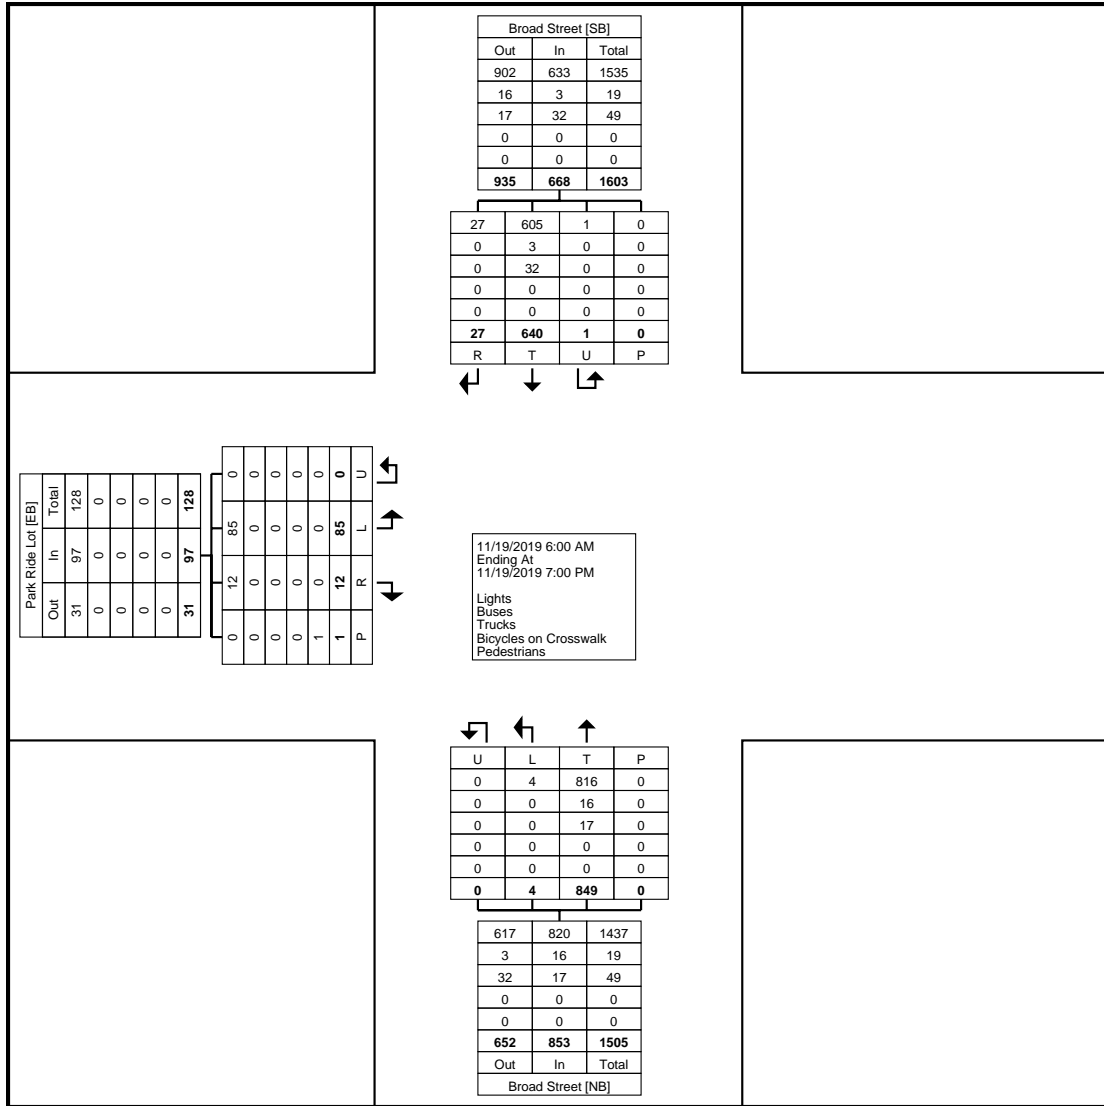 Broad Street [SB]
Out In Total
902 633 1535
16 3 19
17 32 49
0 0 0
0 0 0
935 668 1603
27 605 1 0
0 3 0 0
0 32 0 0
0 0 0 0
0 0 0 0
27 640 1 0
R T U P
Park Ride Lot [EB]
Out In Total
31 97 128
0 0 0
0 0 0
0 0 0
0 0 0
31 97 128
0 12 85 0
0 0 0 0
0 0 0 0
0 0 0 0
1 0 0 0
1 12 85 0
P R L U
11/19/2019 6:00 AM
Ending At
11/19/2019 7:00 PM
Lights
Buses
Trucks
Bicycles on Crosswalk
Pedestrians
U L T P
0 4 816 0
0 0 16 0
0 0 17 0
0 0 0 0
0 0 0 0
0 4 849 0
617 820 1437
3 16 19
32 17 49
0 0 0
0 0 0
652 853 1505
Out In Total
Broad Street [NB]